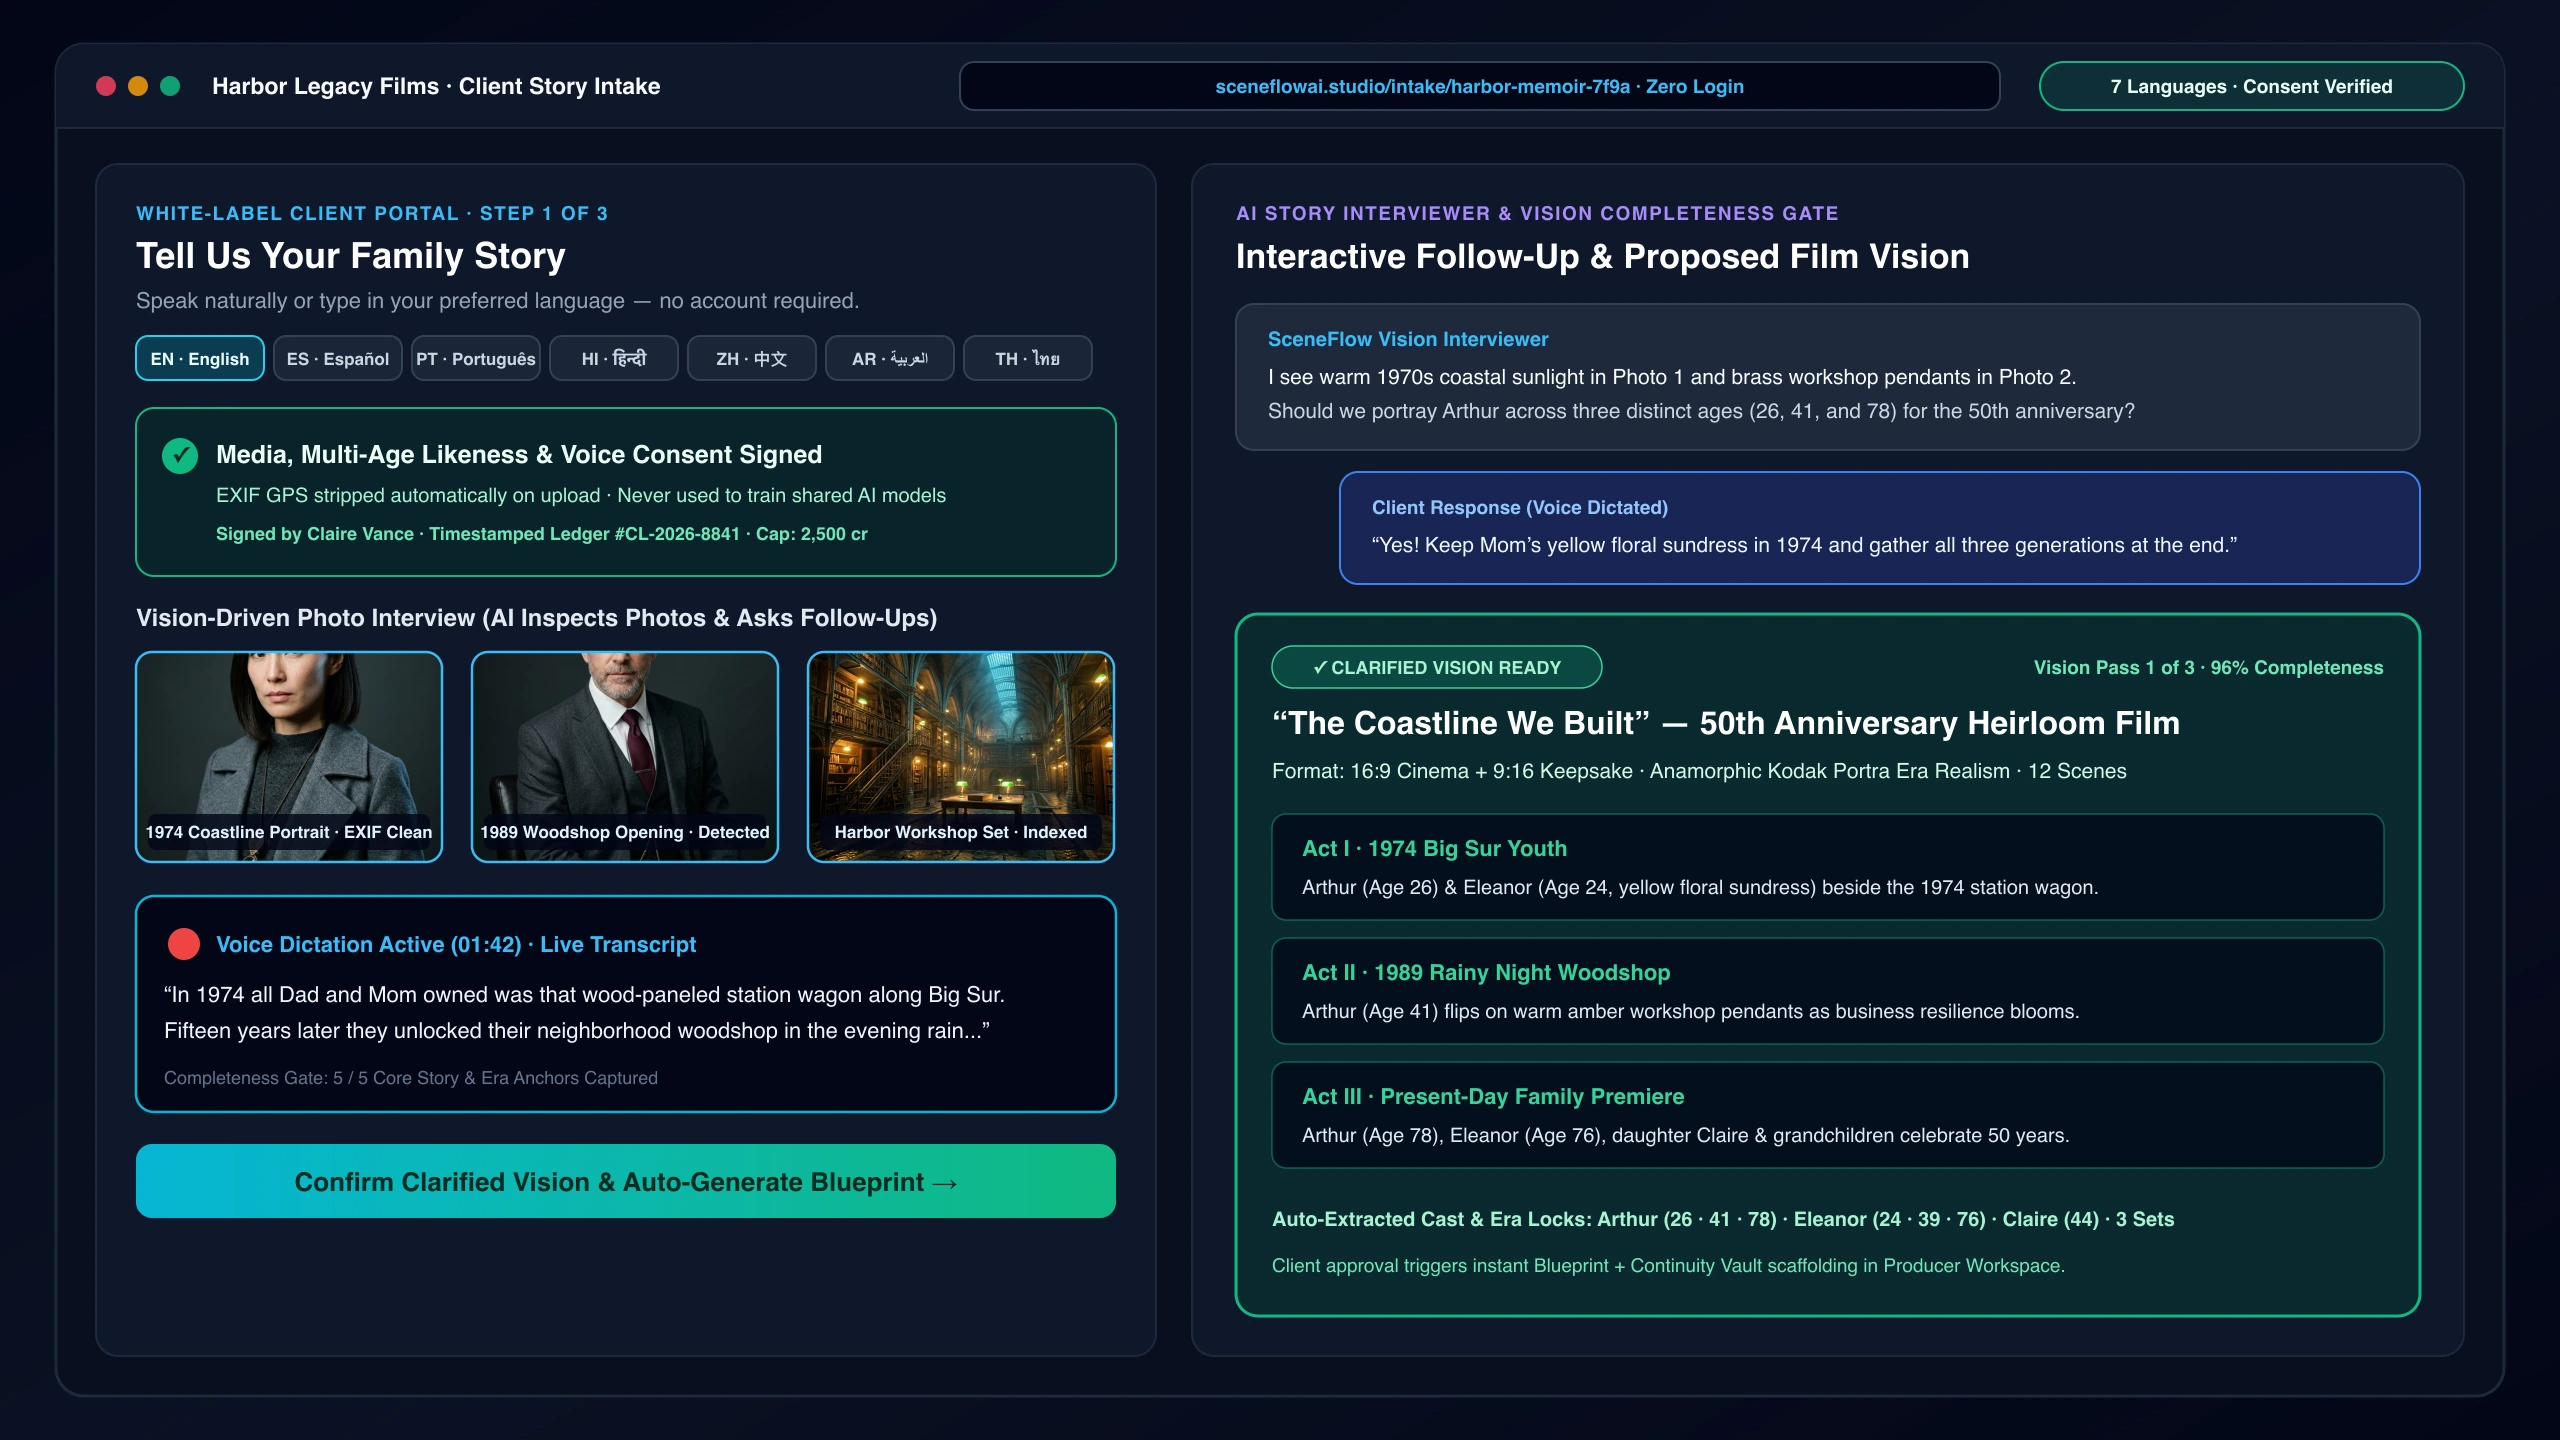 Harbor Legacy Films · Client Story Intake
sceneflowai.studio/intake/harbor-memoir-7f9a · Zero Login
7 Languages · Consent Verified
WHITE-LABEL CLIENT PORTAL · STEP 1 OF 3
Tell Us Your Family Story
Speak naturally or type in your preferred language — no account required.
EN · English
ES · Español
PT · Português
HI · हिन्दी
ZH · 中文
AR · العربية
TH · ไทย
✓ Media, Multi-Age Likeness & Voice Consent Signed
EXIF GPS stripped automatically on upload · Never used to train shared AI models
Signed by Claire Vance · Timestamped Ledger #CL-2026-8841 · Cap: 2,500 cr
Vision-Driven Photo Interview (AI Inspects Photos & Asks Follow-Ups)
1974 Coastline Portrait · EXIF Clean
1989 Woodshop Opening · Detected
Harbor Workshop Set · Indexed
Voice Dictation Active (01:42) · Live Transcript
“In 1974 all Dad and Mom owned was that wood-paneled station wagon along Big Sur.
Fifteen years later they unlocked their neighborhood woodshop in the evening rain...”
Completeness Gate: 5 / 5 Core Story & Era Anchors Captured
Confirm Clarified Vision & Auto-Generate Blueprint →
AI STORY INTERVIEWER & VISION COMPLETENESS GATE
Interactive Follow-Up & Proposed Film Vision
SceneFlow Vision Interviewer
I see warm 1970s coastal sunlight in Photo 1 and brass workshop pendants in Photo 2.
Should we portray Arthur across three distinct ages (26, 41, and 78) for the 50th anniversary?
Client Response (Voice Dictated)
“Yes! Keep Mom’s yellow floral sundress in 1974 and gather all three generations at the end.”
✓ CLARIFIED VISION READY
Vision Pass 1 of 3 · 96% Completeness
“The Coastline We Built” — 50th Anniversary Heirloom Film
Format: 16:9 Cinema + 9:16 Keepsake · Anamorphic Kodak Portra Era Realism · 12 Scenes
Act I · 1974 Big Sur Youth
Arthur (Age 26) & Eleanor (Age 24, yellow floral sundress) beside the 1974 station wagon.
Act II · 1989 Rainy Night Woodshop
Arthur (Age 41) flips on warm amber workshop pendants as business resilience blooms.
Act III · Present-Day Family Premiere
Arthur (Age 78), Eleanor (Age 76), daughter Claire & grandchildren celebrate 50 years.
Auto-Extracted Cast & Era Locks: Arthur (26 · 41 · 78) · Eleanor (24 · 39 · 76) · Claire (44) · 3 Sets
Client approval triggers instant Blueprint + Continuity Vault scaffolding in Producer Workspace.